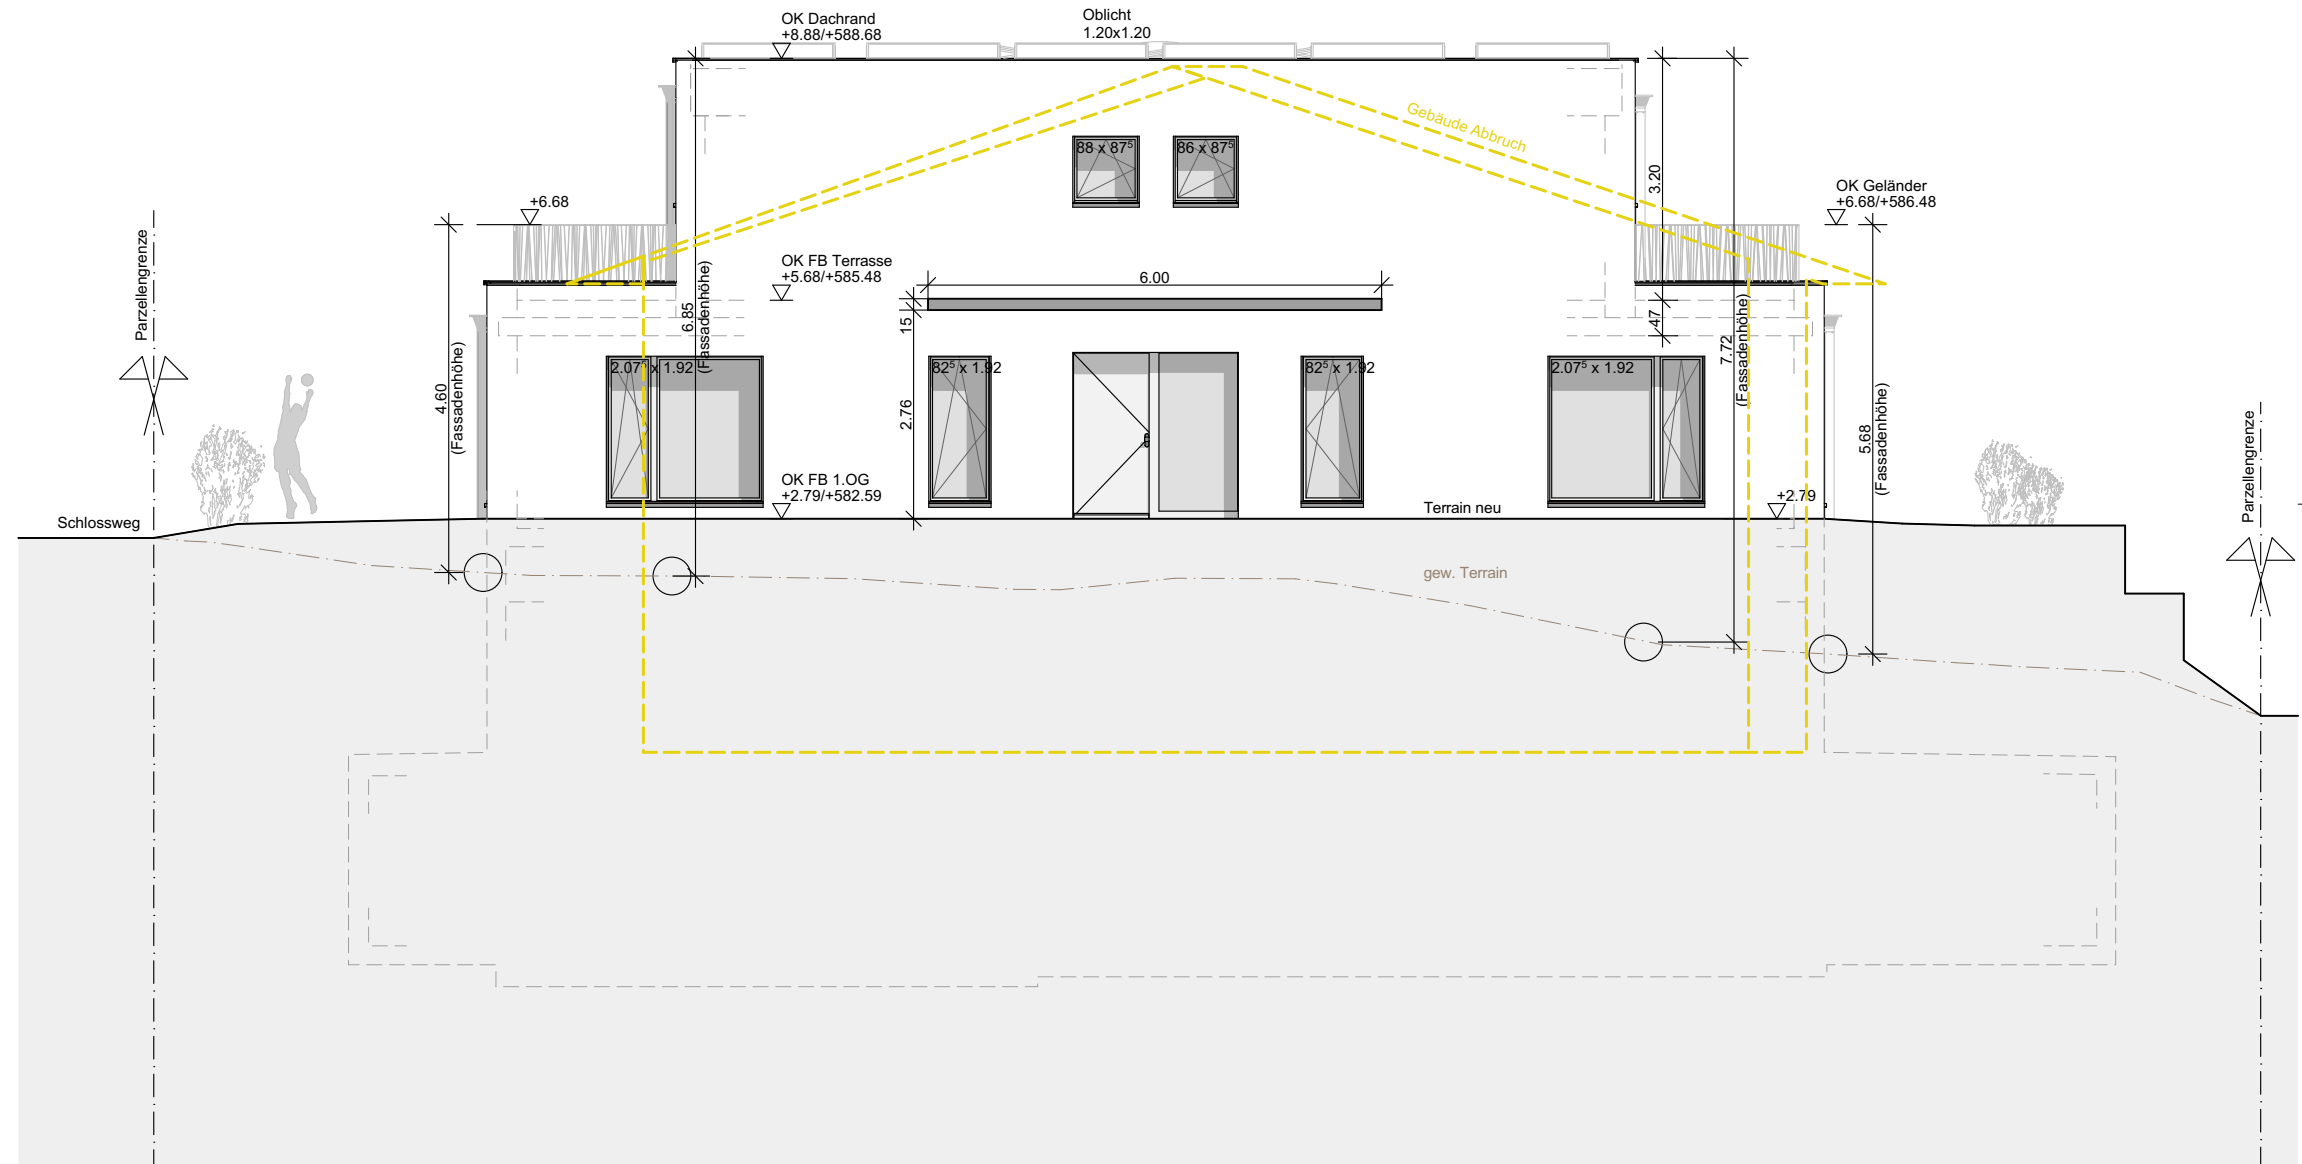 OK Dachrand
+8.88/+588.68
Oblicht
1.20x1.20
Gebäude Abbruch
88 x 87⁵
86 x 87⁵
3.20
OK Geländer
+6.68/+586.48
+6.68
Parzellengrenze
OK FB Terrasse
+5.68/+585.48
6.00
6.85
(Fassadenhöhe)
15
47
7.72
(Fassadenhöhe)
4.60
(Fassadenhöhe)
2.07⁵ x 1.92
82⁵ x 1.92
82⁵ x 1.92
2.07⁵ x 1.92
2.76
5.68
(Fassadenhöhe)
Parzellengrenze
OK FB 1.OG
+2.79/+582.59
+2.79
Schlossweg
Terrain neu
gew. Terrain